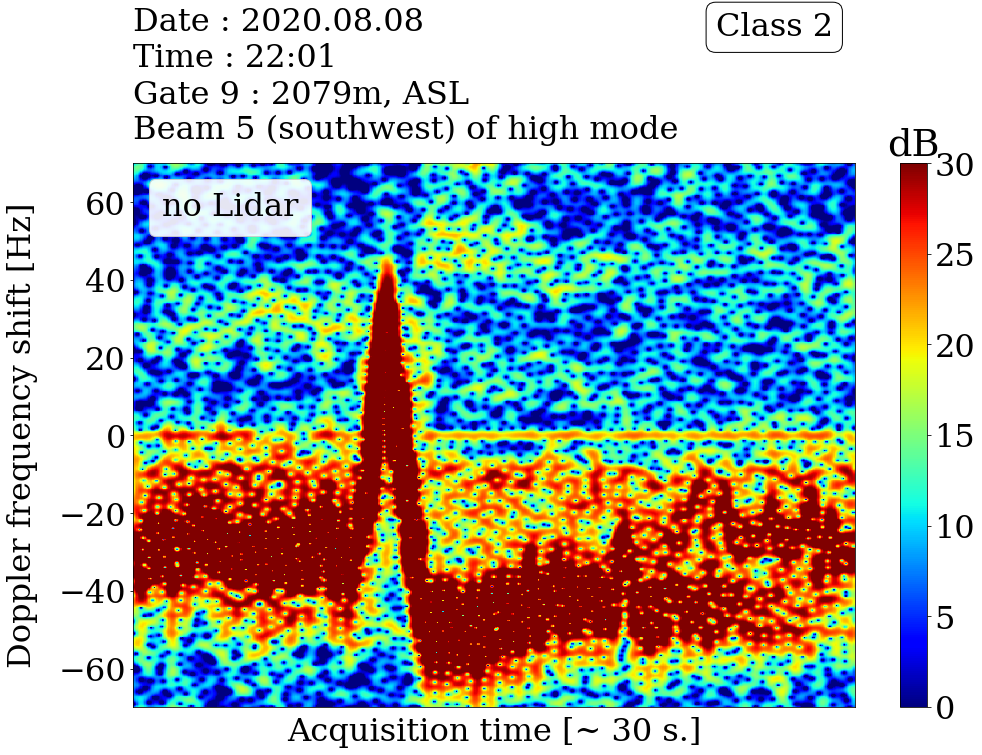 Date : 2020.08.08
Time : 22:01
Gate 9 : 2079m, ASL
Beam 5 (southwest) of high mode
Class 2
dB
no Lidar
Doppler frequency shift [Hz]
60
40
20
0
−20
−40
−60
30
25
20
15
10
5
0
Acquisition time [~ 30 s.]